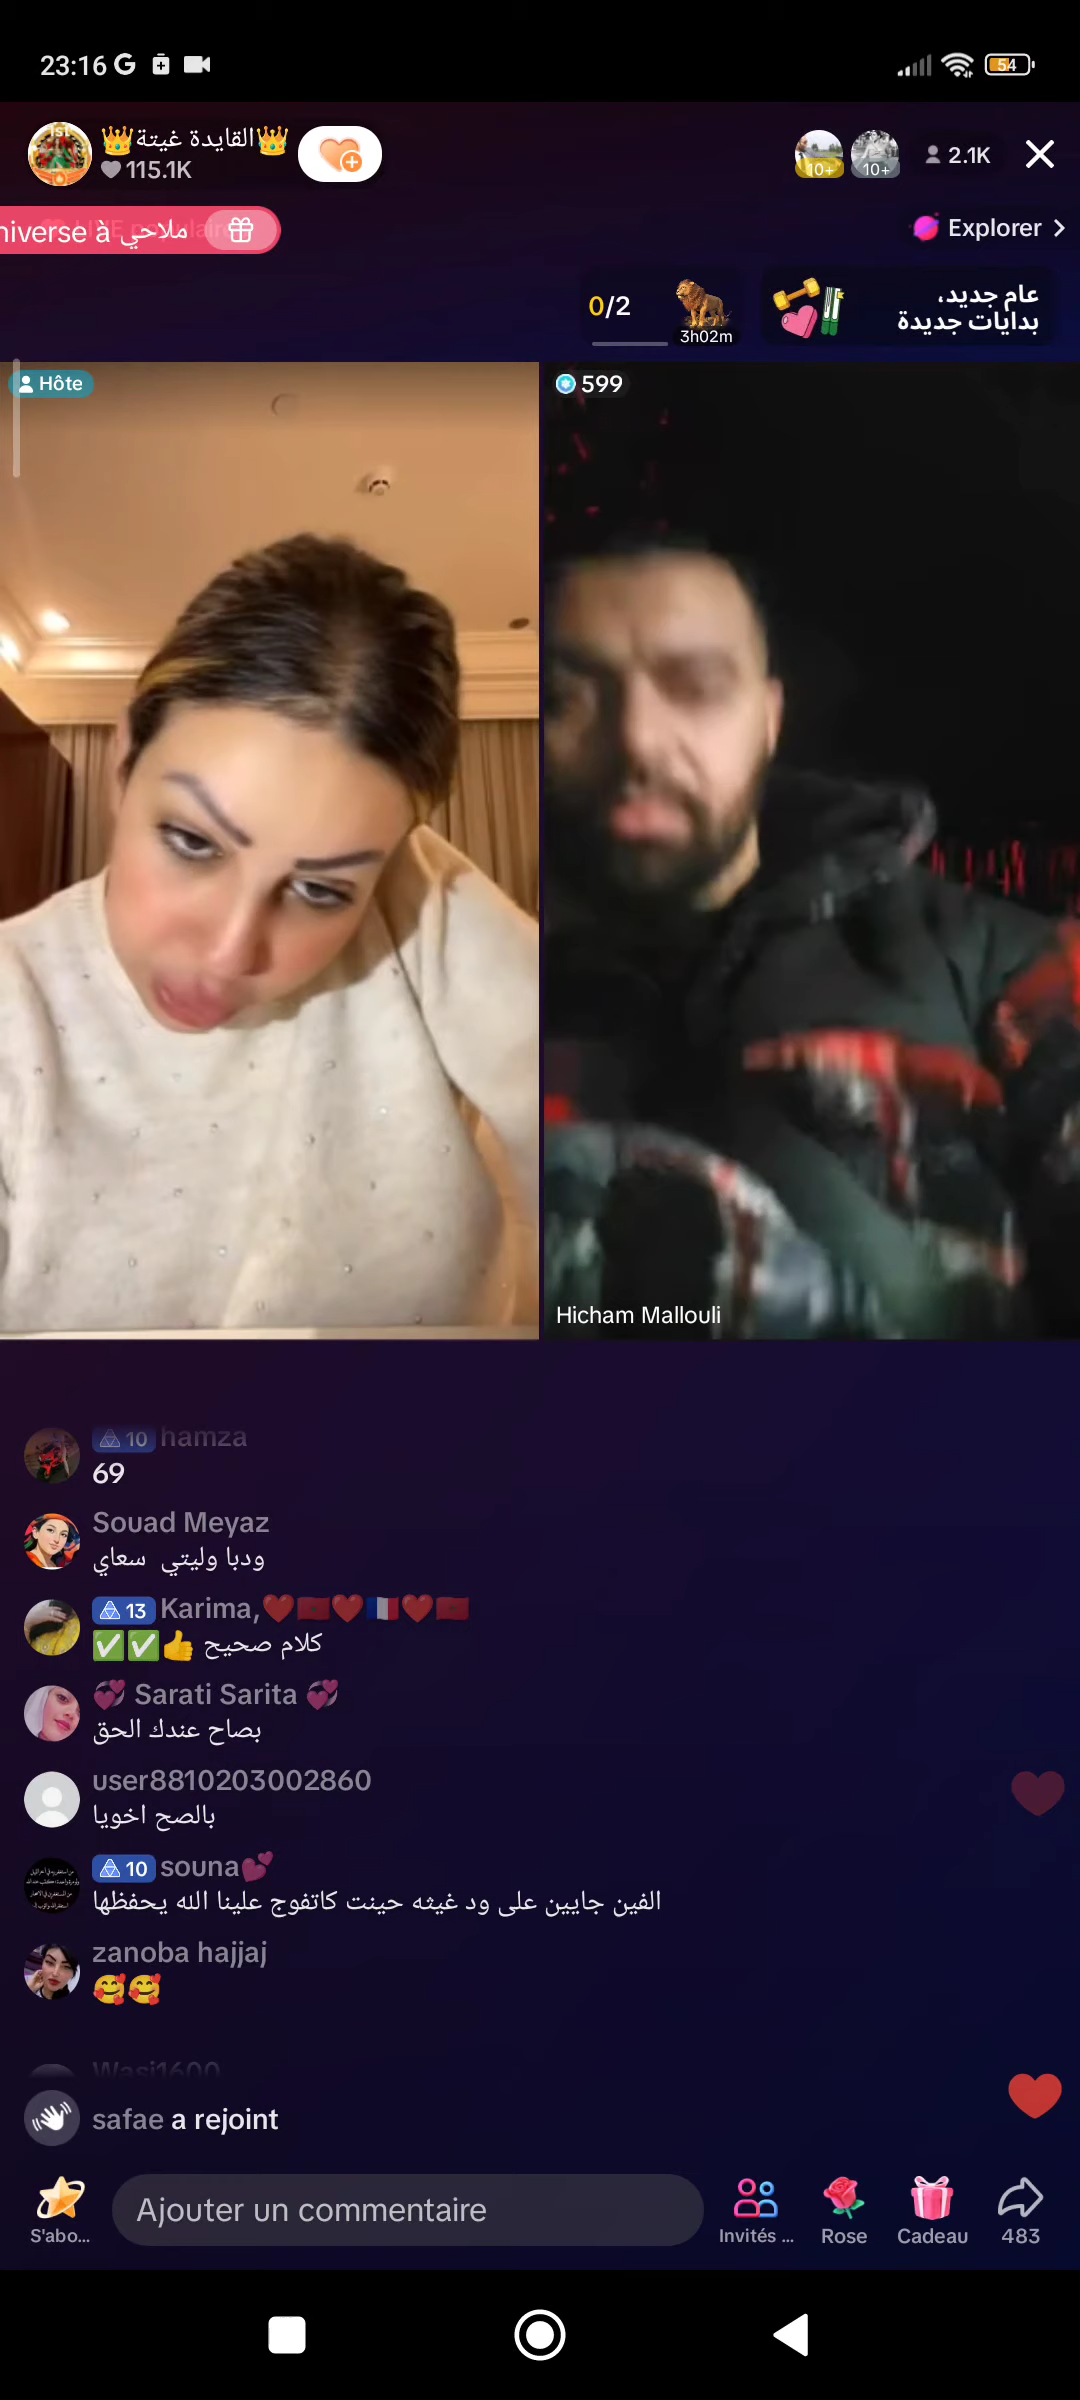 23:16
54
👑القايدة غيتة👑
115.1K
10+
10+
2.1K
niverse à ملاحي
Explorer
0/2
3h02m
عام جديد،
بدايات جديدة
Hôte
599
Hicham Mallouli
10 hamza
69
Souad Meyaz
ودبا وليتي سعاي
13 Karima,❤️🇲🇦❤️🇫🇷❤️🇲🇦
✅✅👍 كلام صحيح
💞 Sarati Sarita 💞
بصاح عندك الحق
user8810203002860
بالصح اخويا
10 souna💕
الفين جايين على ود غيثه حينت كاتفوج علينا الله يحفظها
zanoba hajjaj
🥰🥰
Wasi1600
safae a rejoint
S'abo...
Ajouter un commentaire
Invités ...
Rose
Cadeau
483